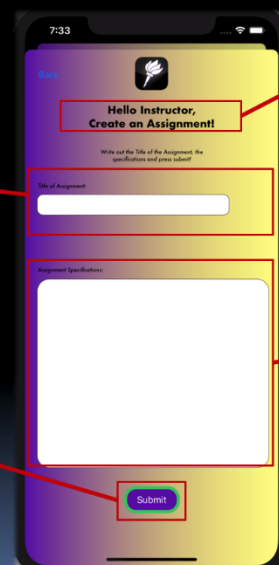 7:33
Back
Hello Instructor,
Create an Assignment!
Write out the Title of the Assignment, the
specifications and press submit!
Title of Assignment:
Assignment Specifications:
Submit